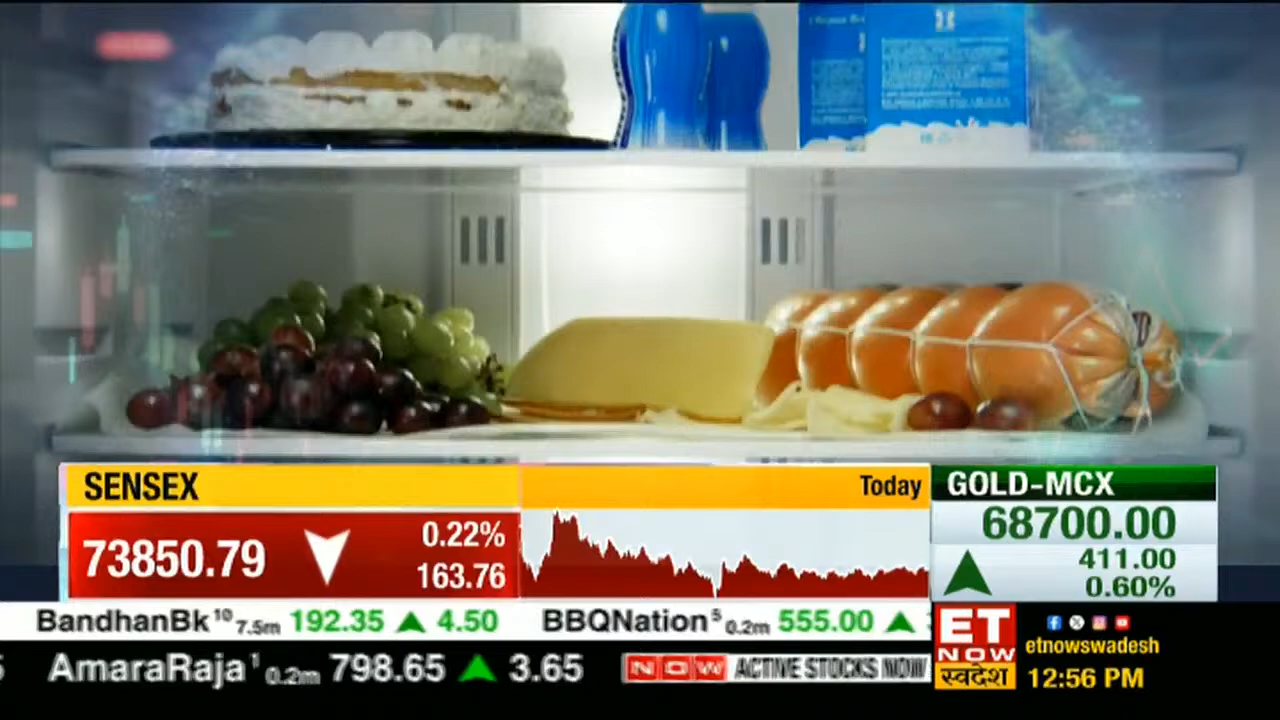 SENSEX
Today
73850.79
0.22%
163.76
GOLD-MCX
68700.00
411.00
0.60%
BandhanBk 10 7.5m 192.35 4.50 BBQNation 5 0.2m 555.00
AmaraRaja 1 0.2m 798.65 3.65 NOW ACTIVE STOCKS NOW
ET
NOW
स्वदेश
etnowswadesh
12:56 PM